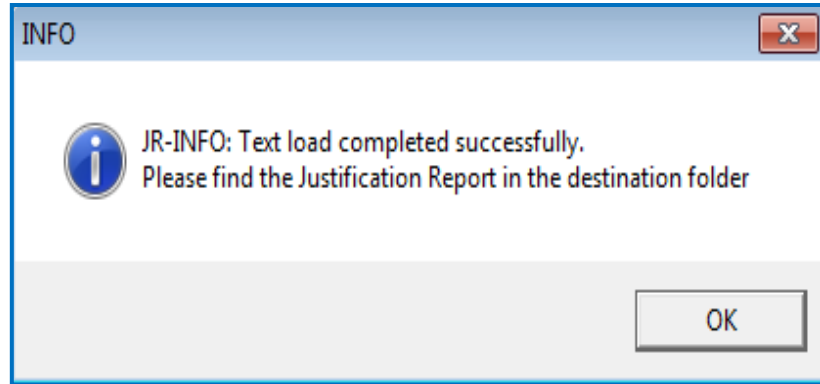 INFO
JR-INFO: Text load completed successfully.
Please find the Justification Report in the destination folder
OK